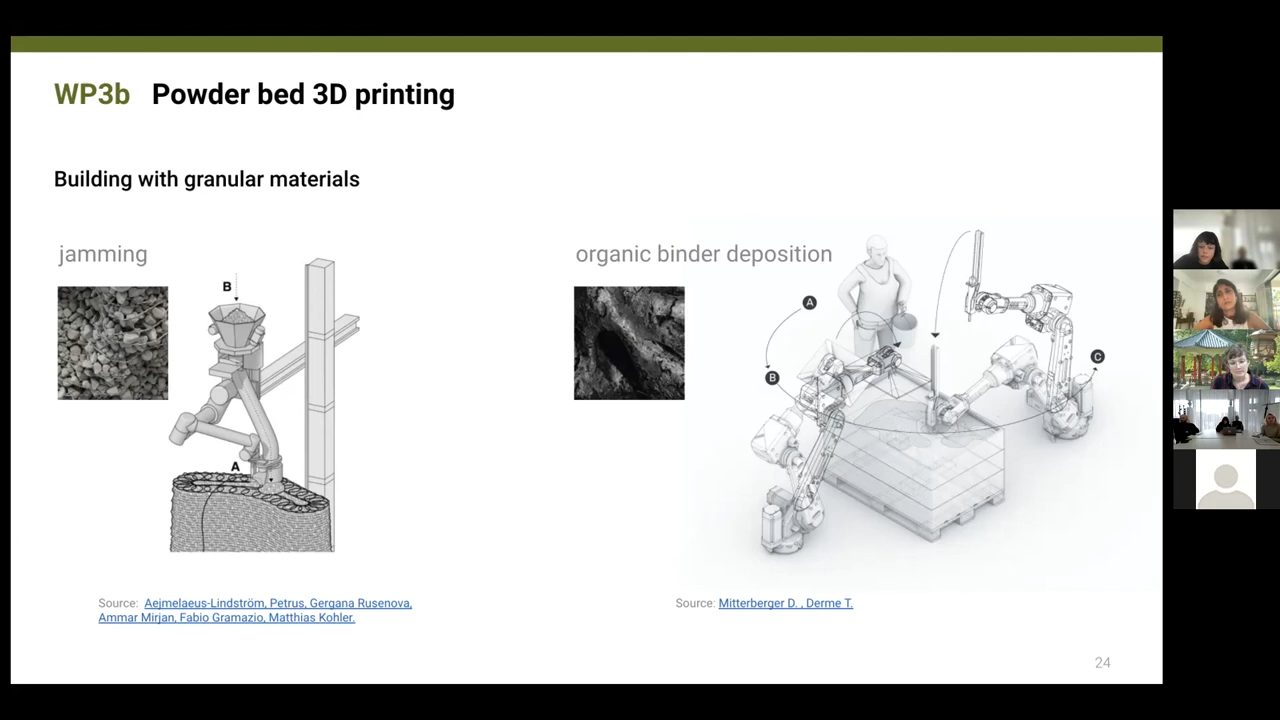 WP3b Powder bed 3D printing
Building with granular materials
jamming
B
A
organic binder deposition
A
B
C
Source: Aejmelaeus-Lindström, Petrus, Gergana Rusenova,
Ammar Mirjan, Fabio Gramazio, Matthias Kohler.
Source: Mitterberger D. , Derme T.
24